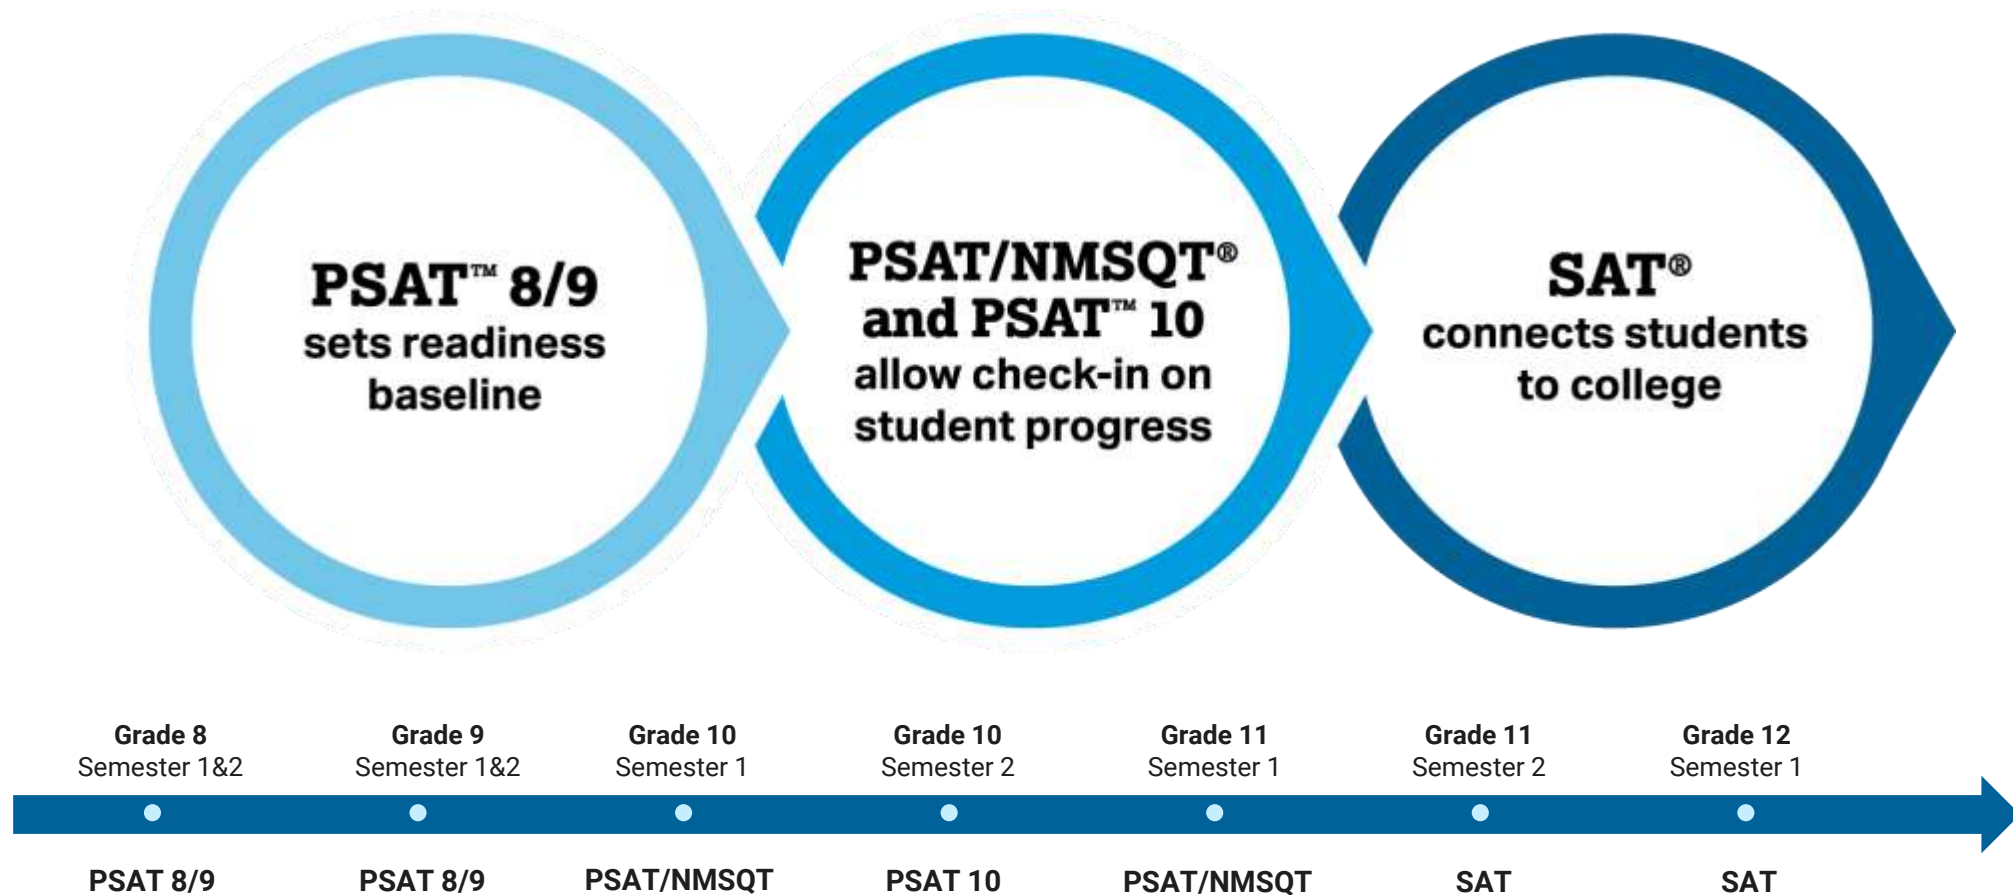 PSAT™ 8/9
sets readiness
baseline
PSAT/NMSQT®
and PSAT™ 10
allow check-in on
student progress
SAT®
connects students
to college
Grade 8
Semester 1&2
Grade 9
Semester 1&2
Grade 10
Semester 1
Grade 10
Semester 2
Grade 11
Semester 1
Grade 11
Semester 2
Grade 12
Semester 1
PSAT 8/9
PSAT 8/9
PSAT/NMSQT
PSAT 10
PSAT/NMSQT
SAT
SAT